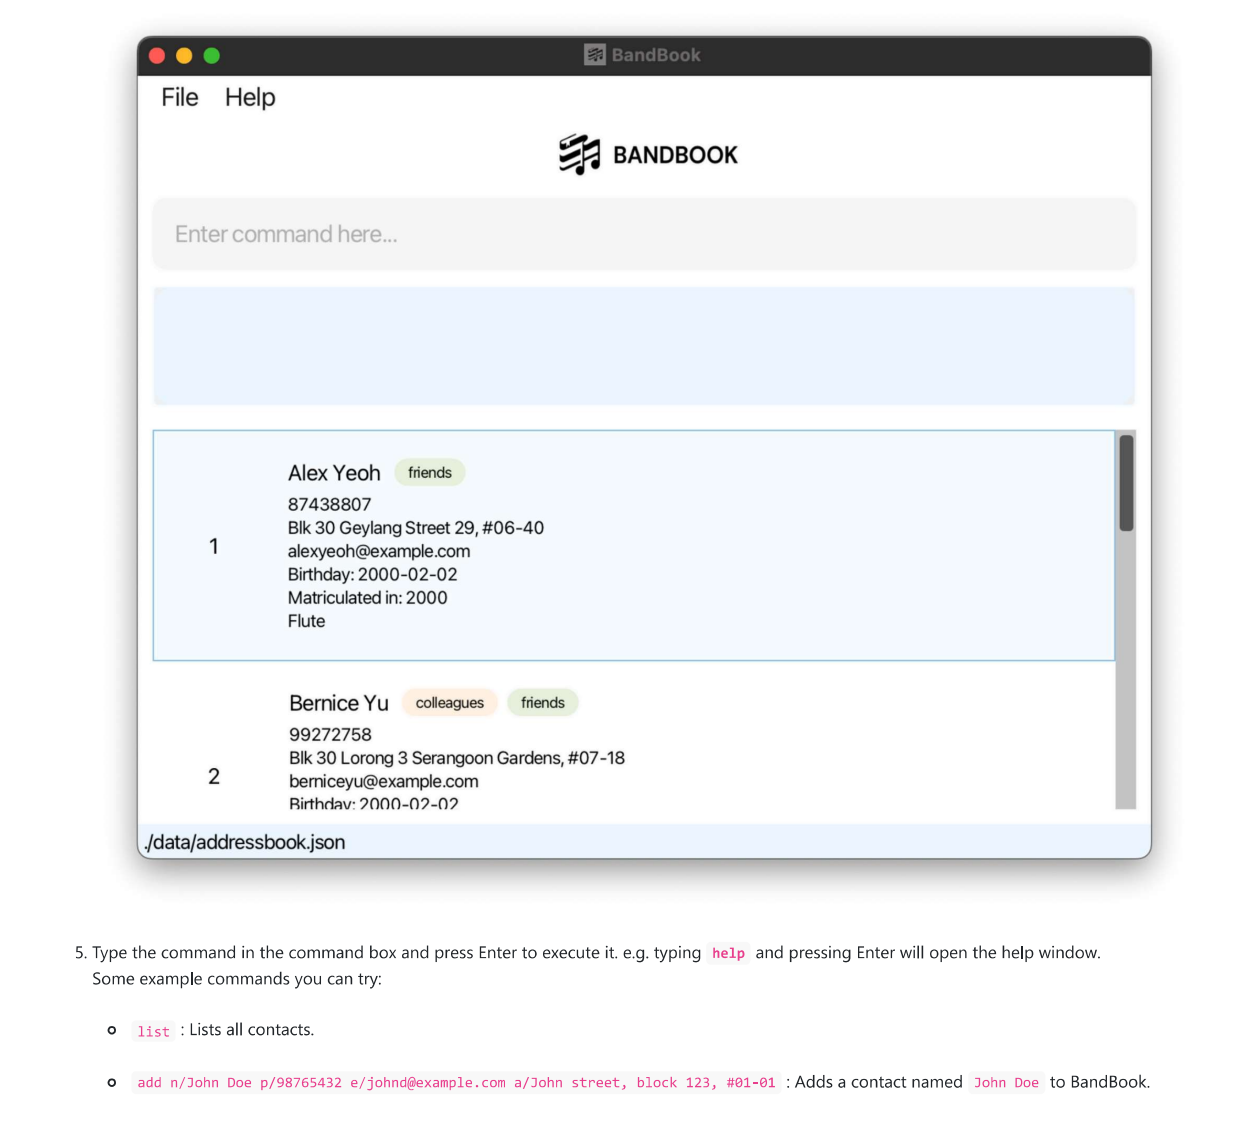 BandBook
File Help
BANDBOOK
Enter command here...
Alex Yeoh friends
87438807
Blk 30 Geylang Street 29, #06-40
1
alexyeoh@example.com
Birthday: 2000-02-02
Matriculated in: 2000
Flute
Bernice Yu colleagues friends
99272758
Blk 30 Lorong 3 Serangoon Gardens, #07-18
2
berniceyu@example.com
Birthday: 2000-02-02
./data/addressbook.json
5. Type the command in the command box and press Enter to execute it. e.g. typing help and pressing Enter will open the help window.
Some example commands you can try:
list : Lists all contacts.
add n/John Doe p/98765432 e/johnd@example.com a/John street, block 123, #01-01 : Adds a contact named John Doe to BandBook.